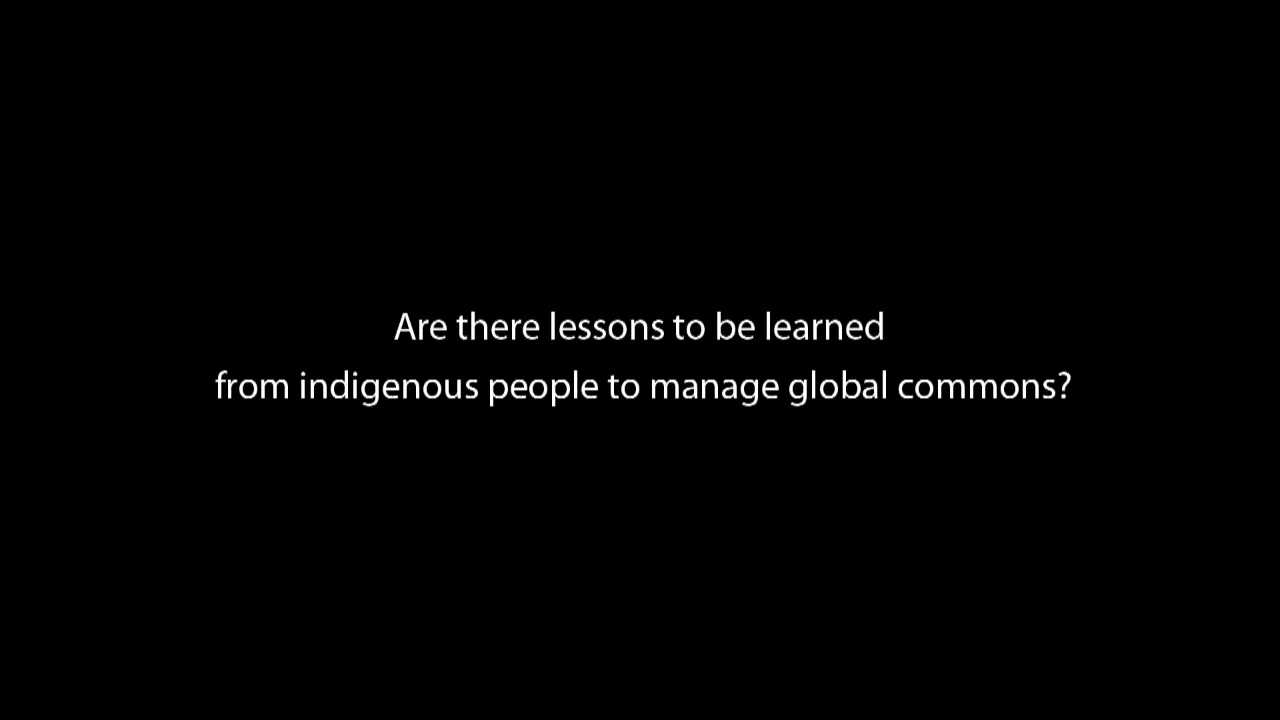 Are there lessons to be learned
from indigenous people to manage global commons?